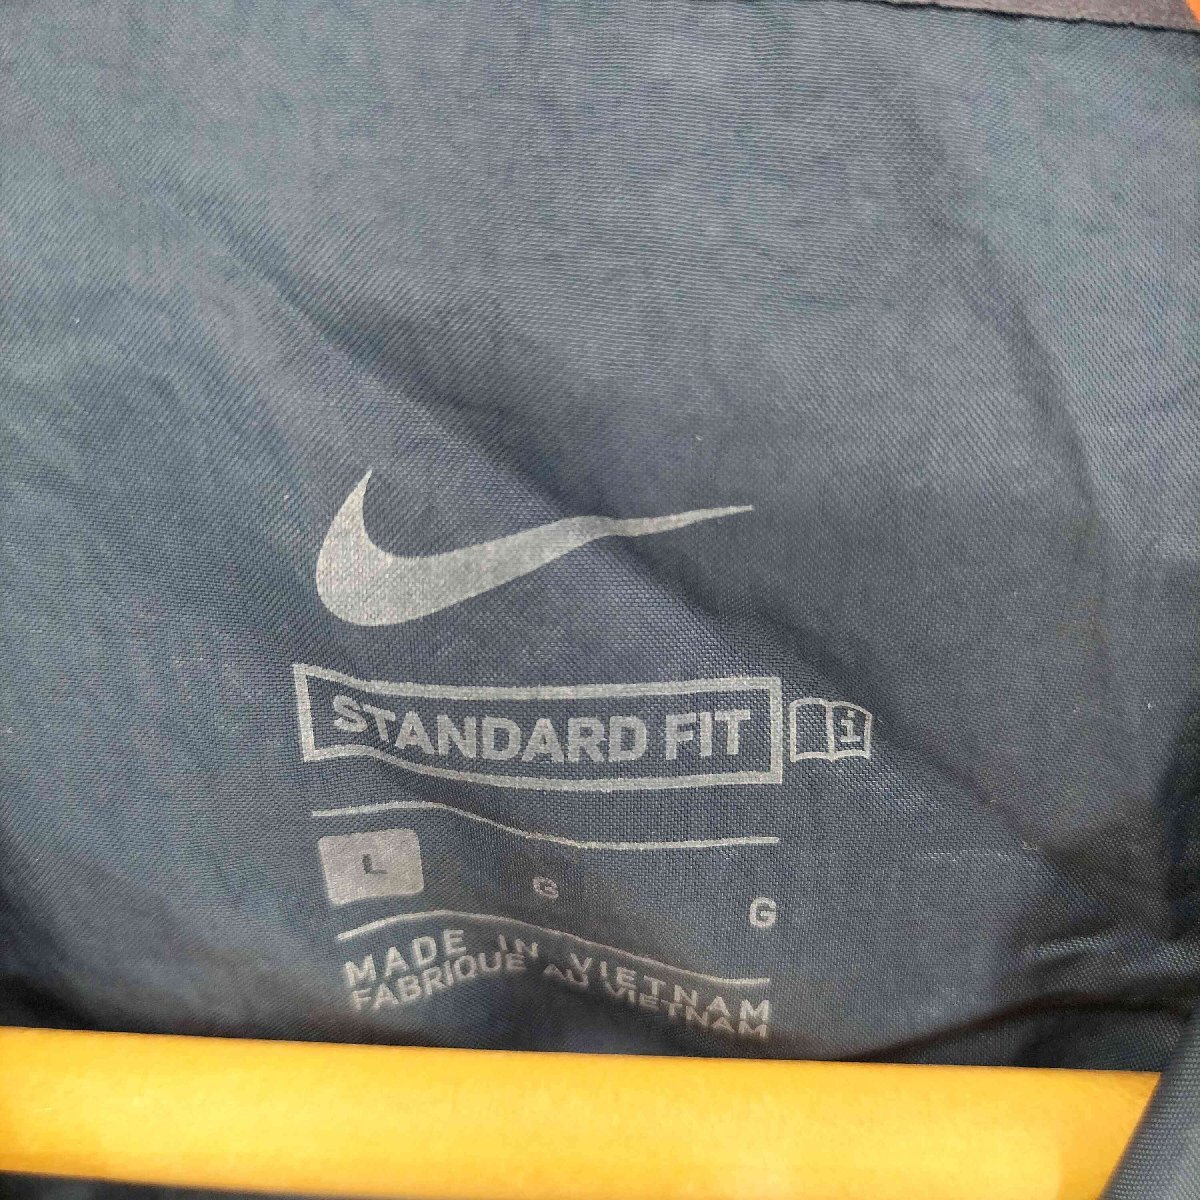 STANDARD FIT i
L G G
MADE IN VIETNAM
FABRIQUE AU VIETNAM